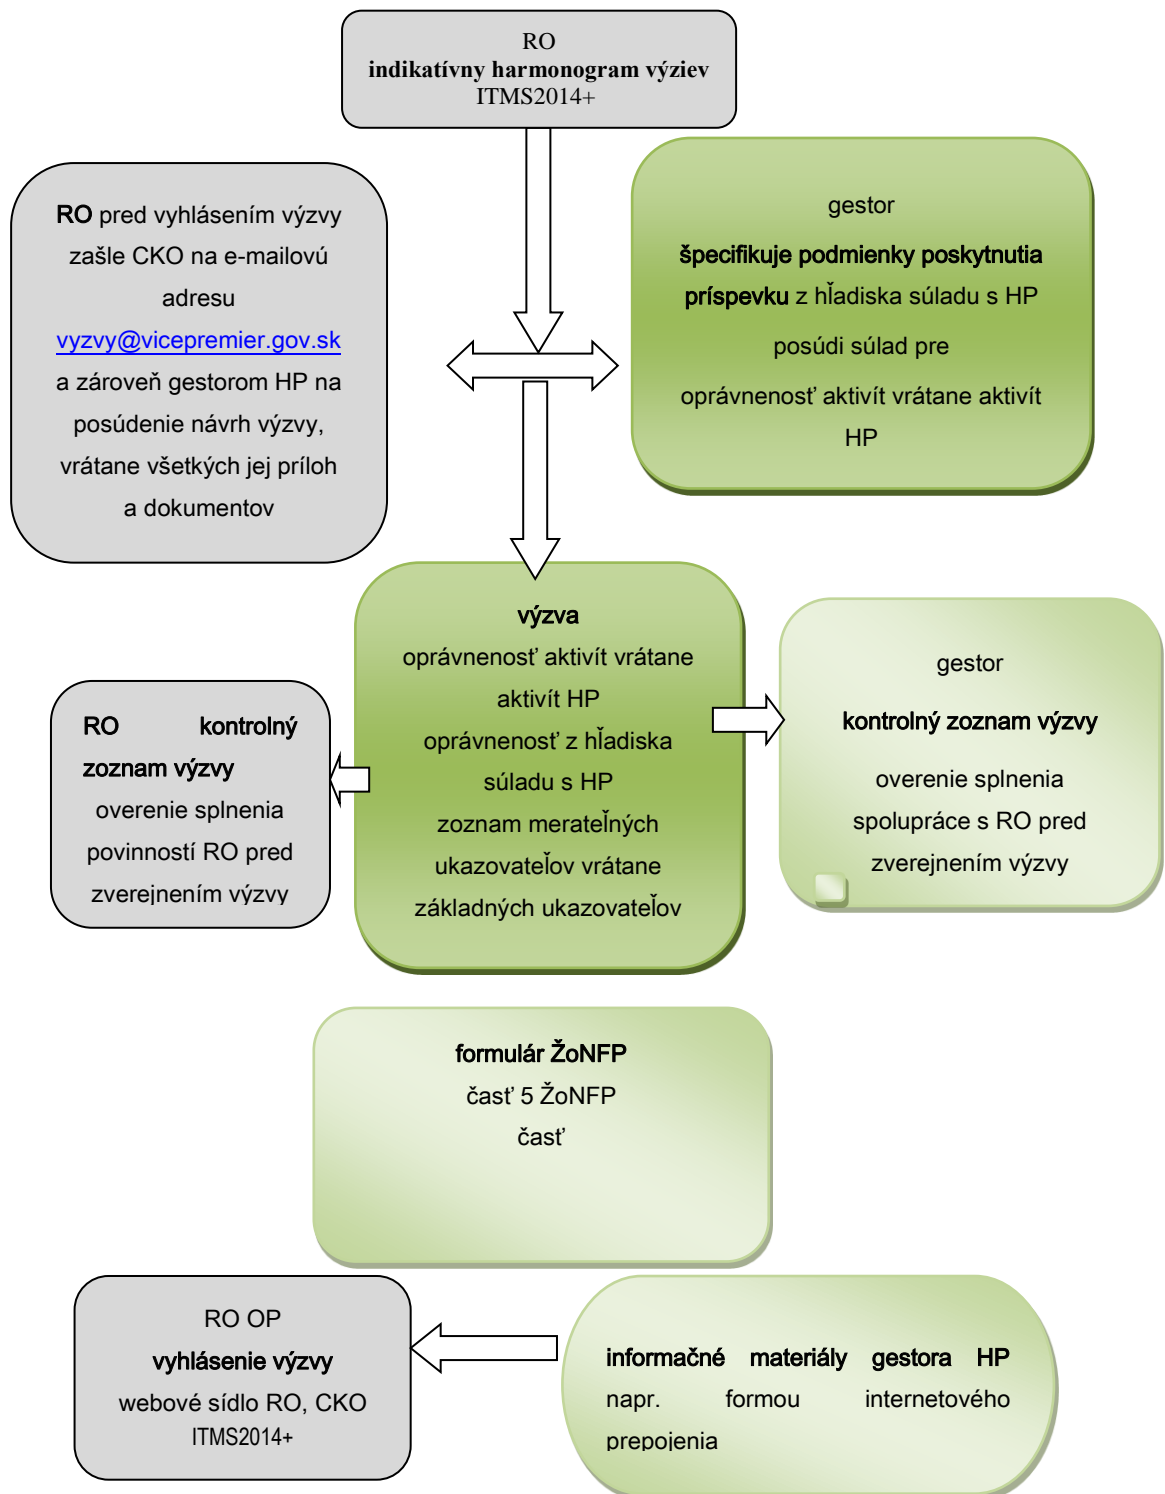 RO
indikatívny harmonogram výziev
ITMS2014+
RO pred vyhlásením výzvy
zašle CKO na e-mailovú
adresu
vyzvy@vicepremier.gov.sk
a zároveň gestorom HP na
posúdenie návrh výzvy,
vrátane všetkých jej príloh
a dokumentov
gestor
špecifikuje podmienky poskytnutia
príspevku z hľadiska súladu s HP
posúdi súlad pre
oprávnenosť aktivít vrátane aktivít
HP
výzva
oprávnenosť aktivít vrátane
aktivít HP
oprávnenosť z hľadiska
súladu s HP
zoznam merateľných
ukazovateľov vrátane
základných ukazovateľov
RO kontrolný
zoznam výzvy
overenie splnenia
povinností RO pred
zverejnením výzvy
gestor
kontrolný zoznam výzvy
overenie splnenia
spolupráce s RO pred
zverejnením výzvy
formulár ŽoNFP
časť 5 ŽoNFP
časť
RO OP
vyhlásenie výzvy
webové sídlo RO, CKO
ITMS2014+
informačné materiály gestora HP
napr. formou internetového
prepojenia